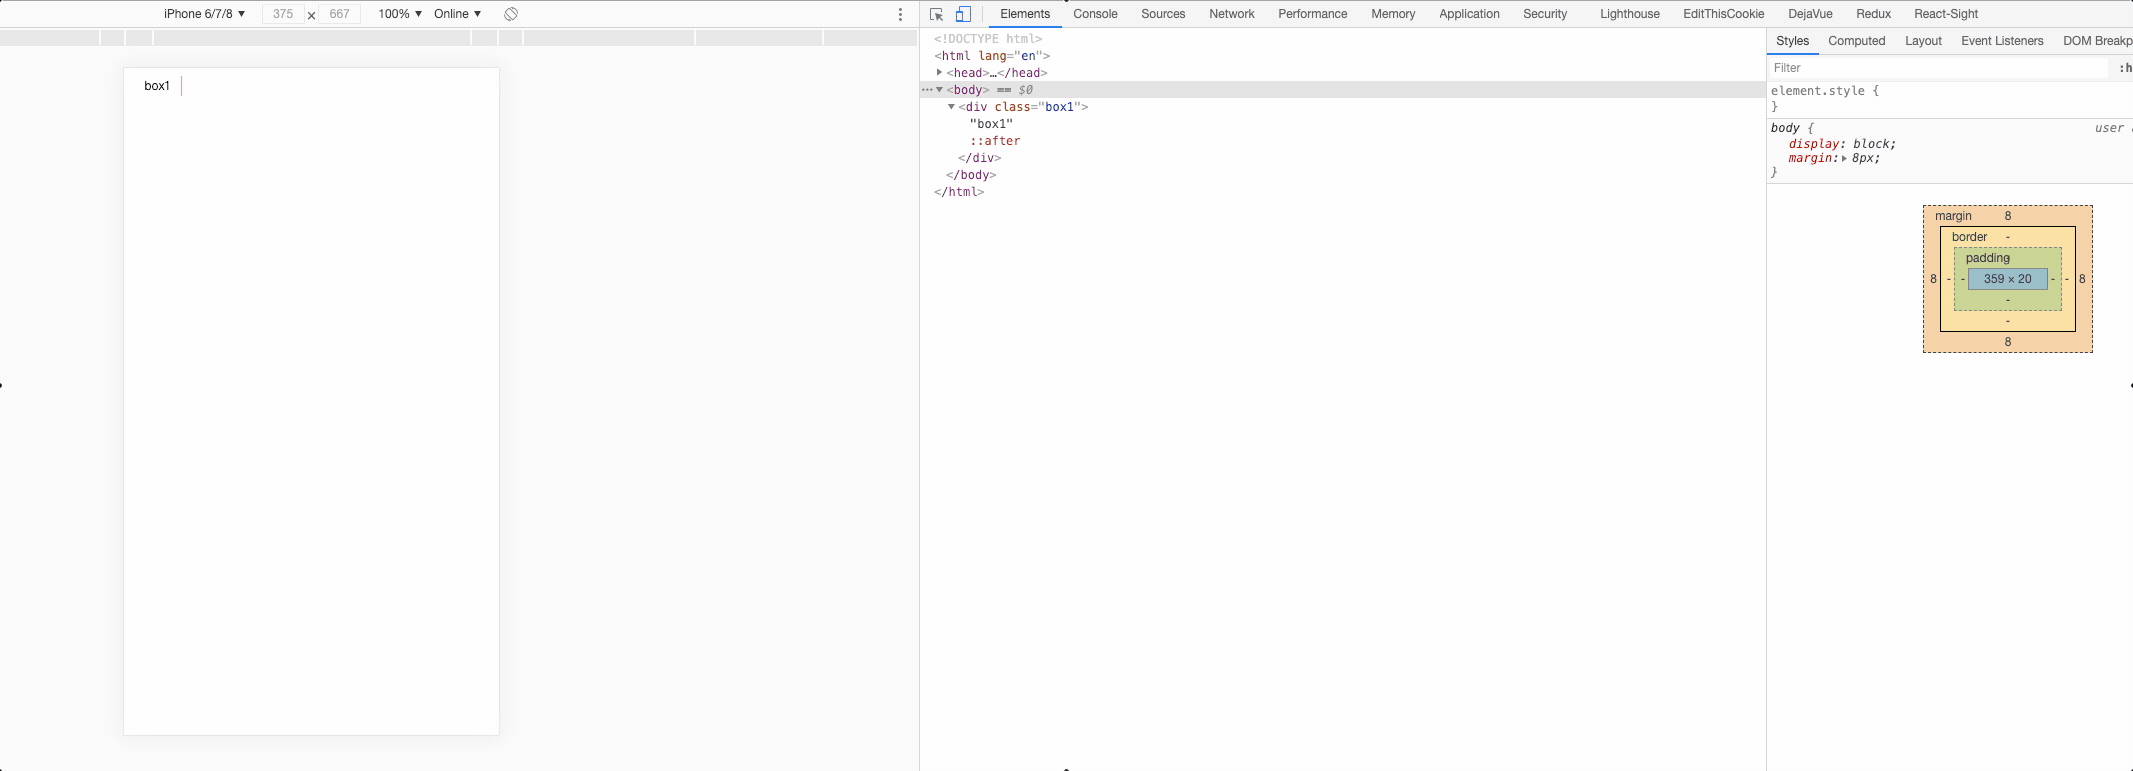 iPhone 6/7/8 ▼ 375 × 667 100% ▼ Online ▼
box1
Elements Console Sources Network Performance Memory Application Security Lighthouse EditThisCookie DejaVue Redux React-Sight
<!DOCTYPE html>
<html lang="en">
<head>…</head>
<body> == $0
<div class="box1">
"box1"
::after
</div>
</body>
</html>
Styles Computed Layout Event Listeners DOM Breakp
Filter :h
element.style {
}
body { user a
display: block;
margin: 8px;
}
margin 8
border -
padding -
8 - - 359 × 20 - - 8
-
-
8